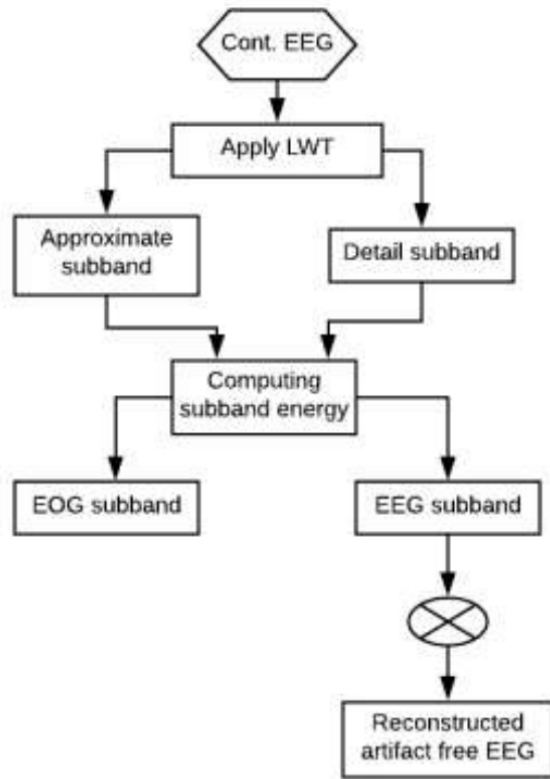 Cont. EEG
Apply LWT
Approximate
subband
Detail subband
Computing
subband energy
EOG subband
EEG subband
Reconstructed
artifact free EEG